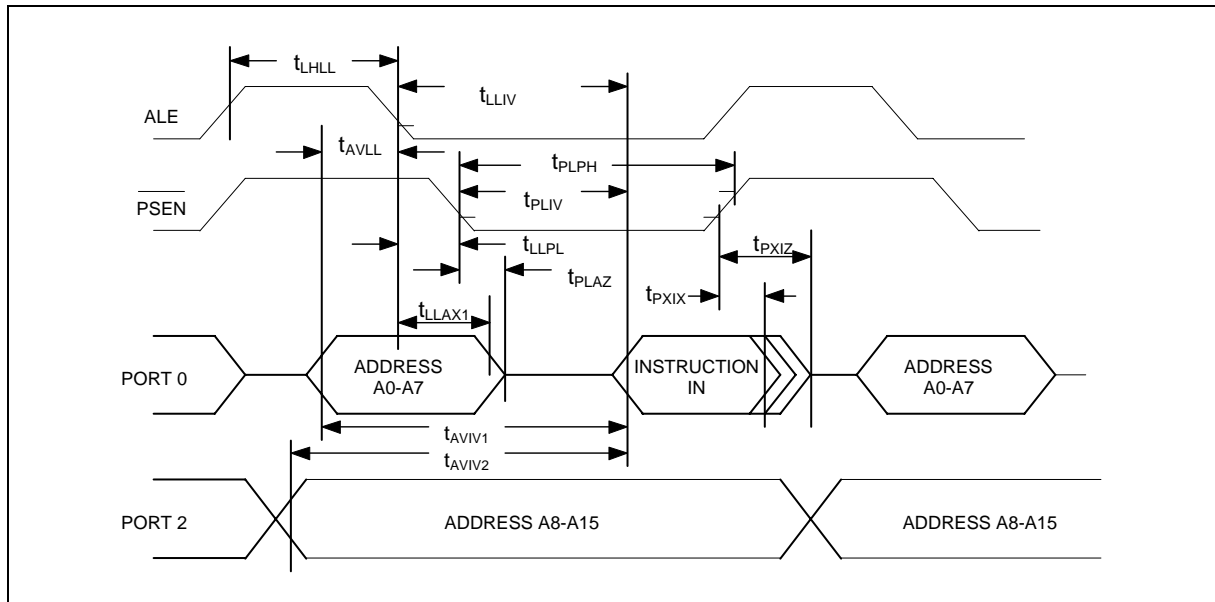 tLHLL
tLLIV
ALE
tAVLL
tPLPH
PSEN
tPLIV
tLLPL
tPXIZ
tPLAZ
tPXIX
tLLAX1
PORT 0
ADDRESS
A0-A7
INSTRUCTION
IN
ADDRESS
A0-A7
tAVIV1
tAVIV2
PORT 2
ADDRESS A8-A15
ADDRESS A8-A15